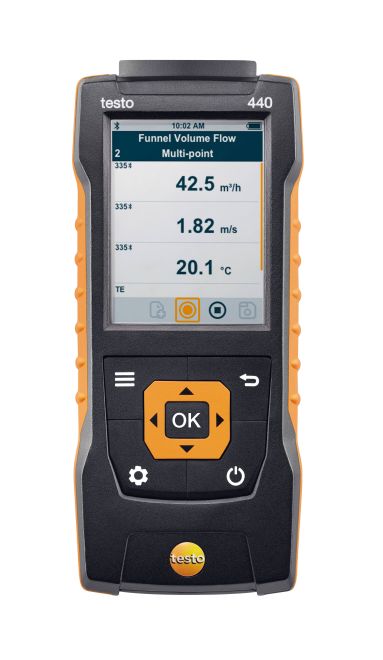 testo 440
10:02 AM
Funnel Volume Flow
2 Multi-point
335
42.5 m³/h
335
1.82 m/s
335
20.1 °C
TE
OK
testo